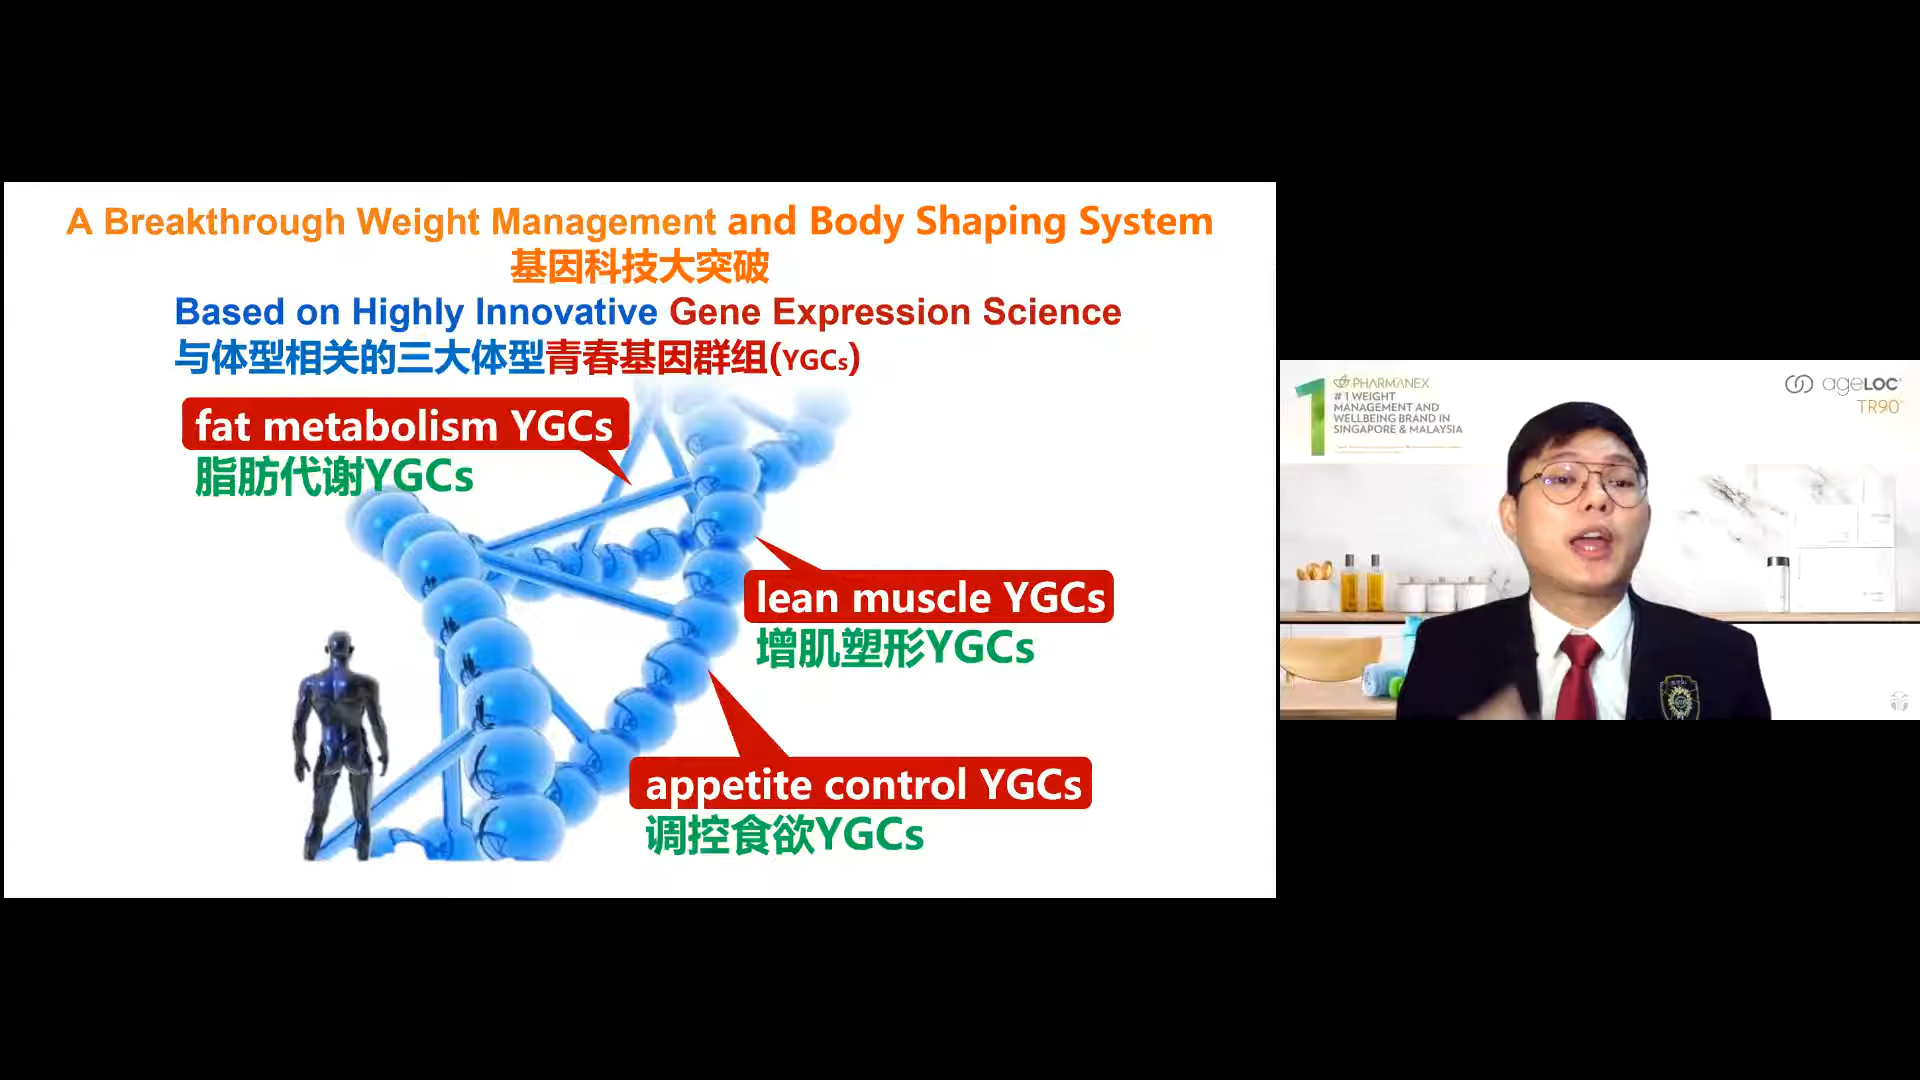 A Breakthrough Weight Management and Body Shaping System
基因科技大突破
Based on Highly Innovative Gene Expression Science
与体型相关的三大体型青春基因群组(YGCs)
fat metabolism YGCs
脂肪代谢YGCs
lean muscle YGCs
增肌塑形YGCs
appetite control YGCs
调控食欲YGCs
1
PHARMANEX
#1 WEIGHT
MANAGEMENT AND
WELLBEING BRAND IN
SINGAPORE & MALAYSIA
ageLOC
TR90